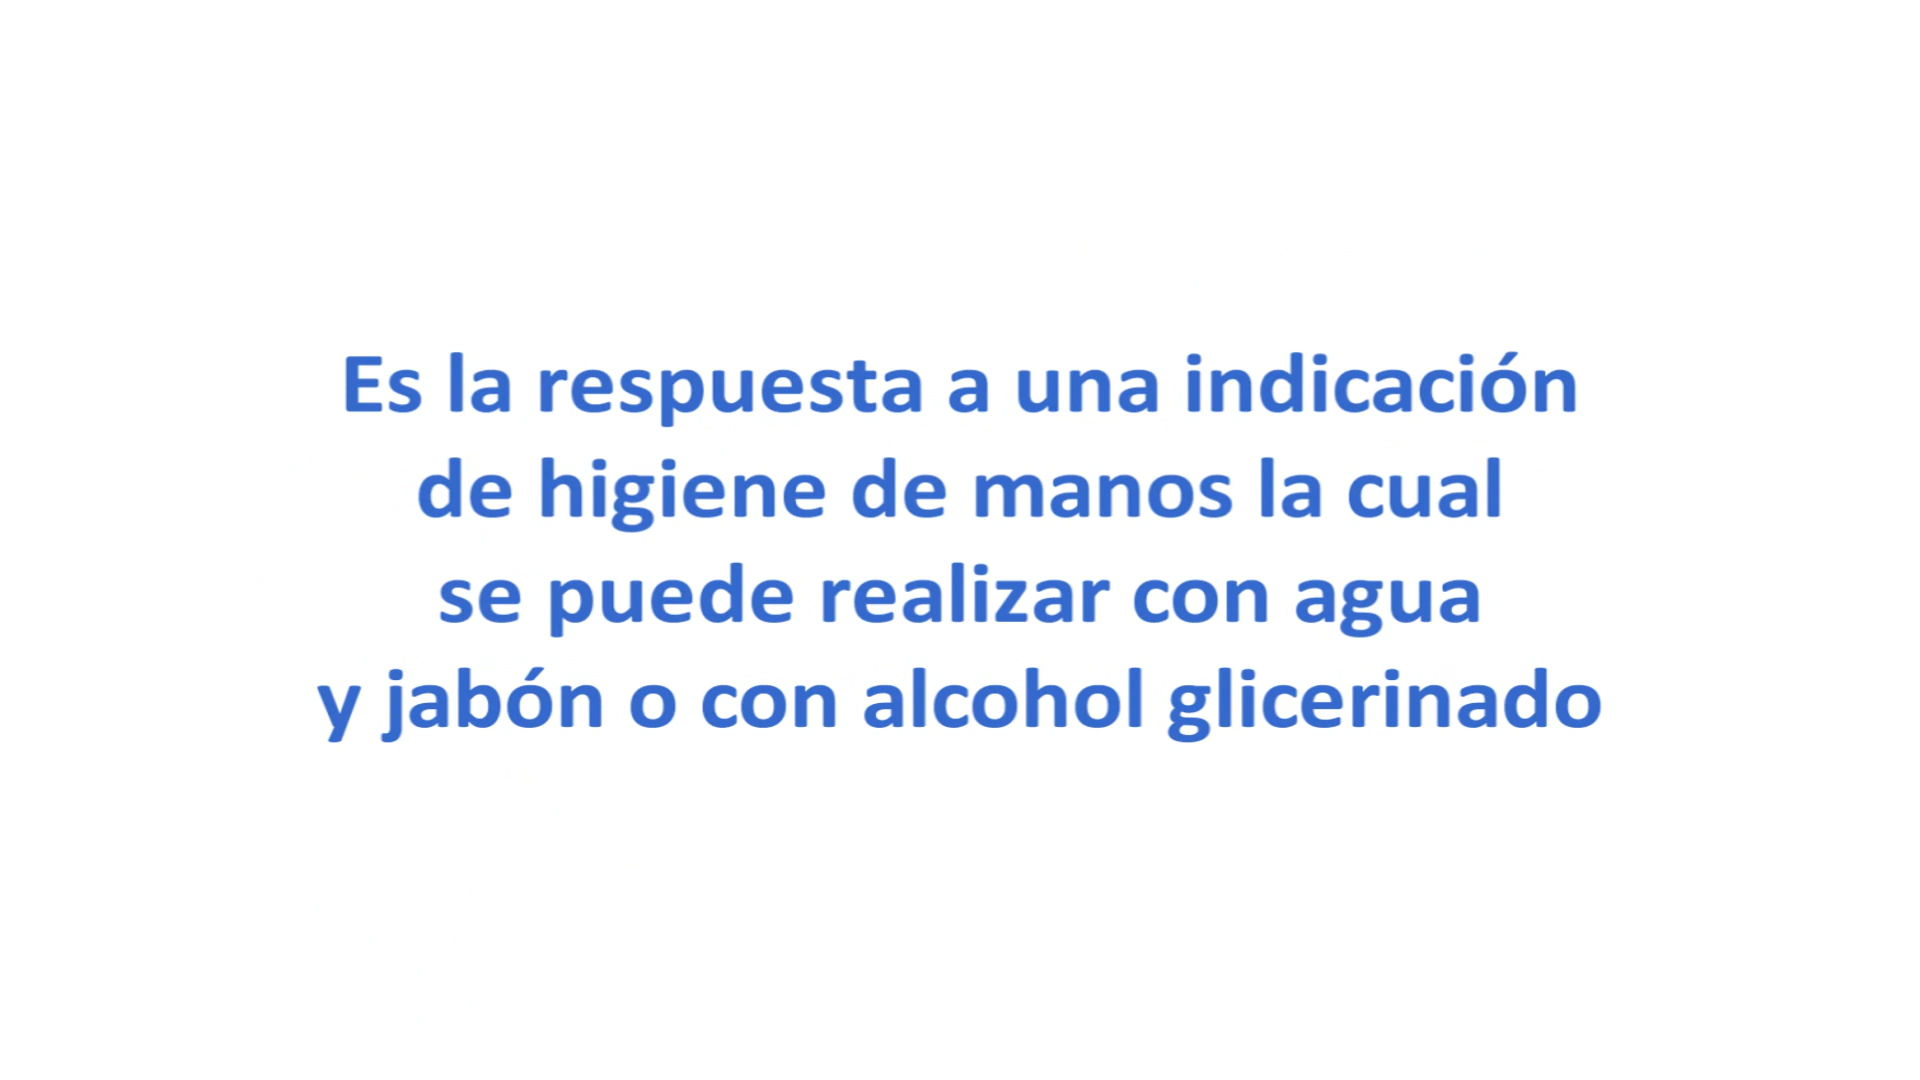 Es la respuesta a una indicación
de higiene de manos la cual
se puede realizar con agua
y jabón o con alcohol glicerinado